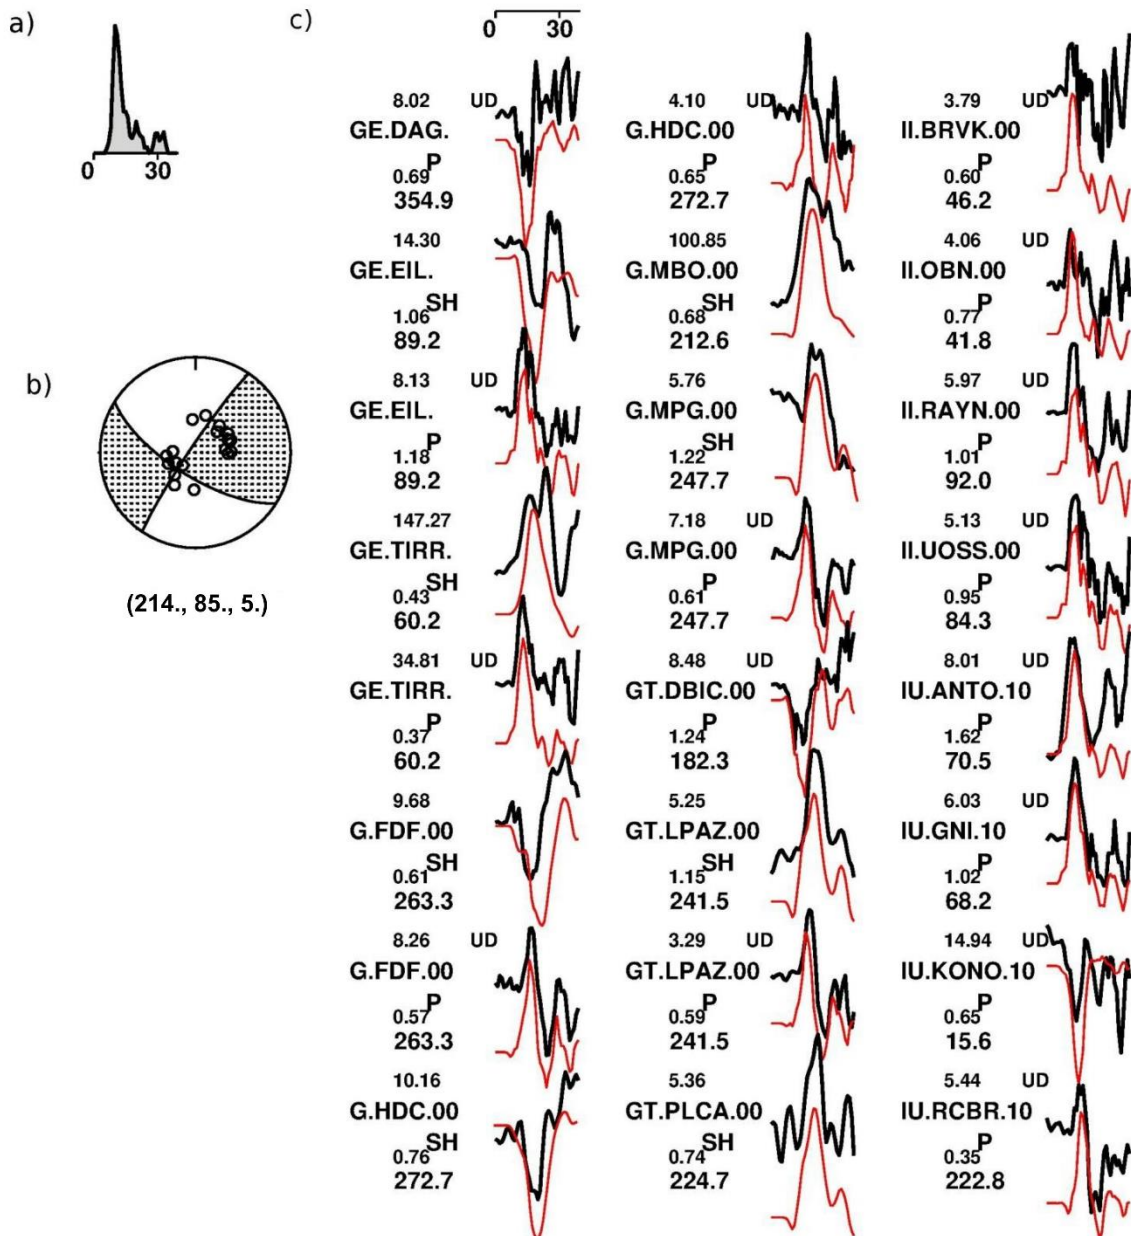 a)
0 30
b)
(214., 85., 5.)
c)
0 30
8.02 UD
GE.DAG.
P
0.69
354.9
14.30
GE.EIL.
SH
1.06
89.2
8.13 UD
GE.EIL.
P
1.18
89.2
147.27
GE.TIRR.
SH
0.43
60.2
34.81 UD
GE.TIRR.
P
0.37
60.2
9.68
G.FDF.00
SH
0.61
263.3
8.26 UD
G.FDF.00
P
0.57
263.3
10.16
G.HDC.00
SH
0.76
272.7
4.10 UD
G.HDC.00
P
0.65
272.7
100.85
G.MBO.00
SH
0.68
212.6
5.76
G.MPG.00
SH
1.22
247.7
7.18 UD
G.MPG.00
P
0.61
247.7
8.48 UD
GT.DBIC.00
P
1.24
182.3
5.25
GT.LPAZ.00
SH
1.15
241.5
3.29 UD
GT.LPAZ.00
P
0.59
241.5
5.36
GT.PLCA.00
SH
0.74
224.7
3.79 UD
II.BRVK.00
P
0.60
46.2
4.06 UD
II.OBN.00
P
0.77
41.8
5.97 UD
II.RAYN.00
P
1.01
92.0
5.13 UD
II.UOSS.00
P
0.95
84.3
8.01 UD
IU.ANTO.10
P
1.62
70.5
6.03 UD
IU.GNI.10
P
1.02
68.2
14.94 UD
IU.KONO.10
P
0.65
15.6
5.44 UD
IU.RCBR.10
P
0.35
222.8